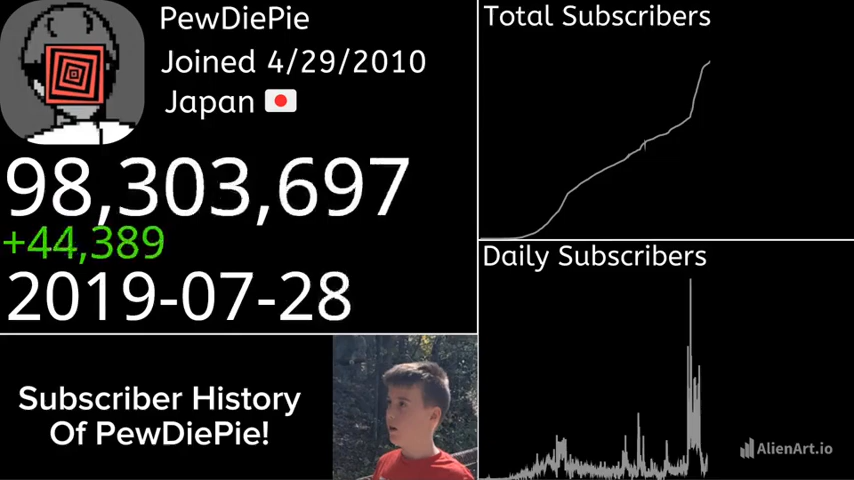 PewDiePie
Joined 4/29/2010
Japan
98,303,697
+44,389
2019-07-28
Subscriber History
Of PewDiePie!
Total Subscribers
Daily Subscribers
AlienArt.io